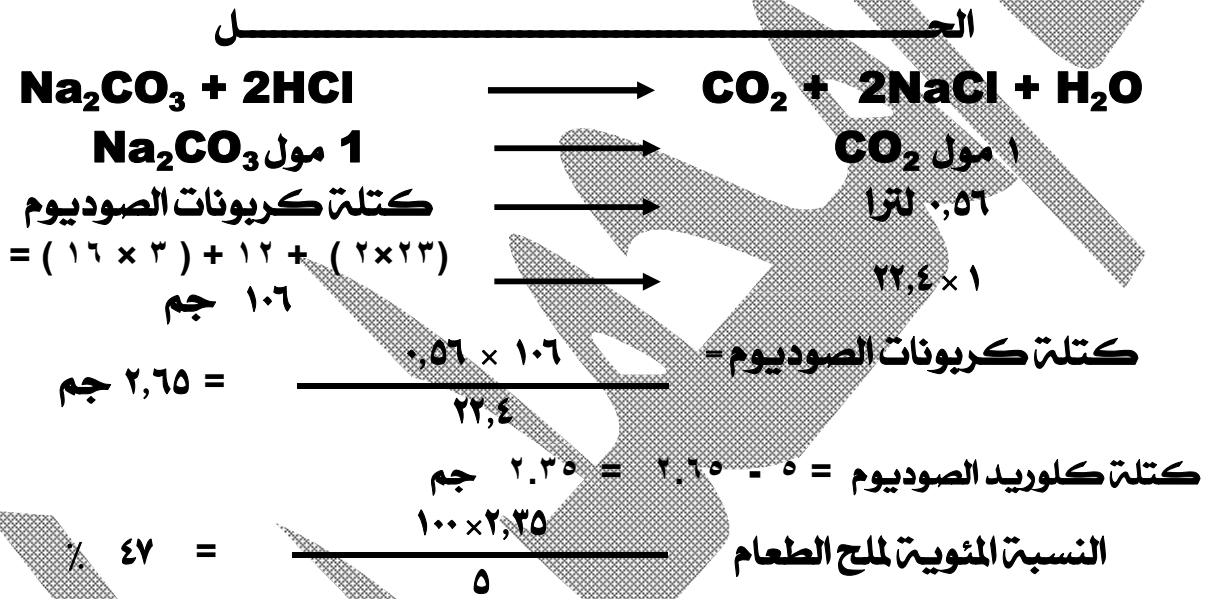 الحـــــــــــــــــــــــــــــل
Na₂CO₃ + 2HCl ⟶ CO₂ + 2NaCl + H₂O
1 مول Na₂CO₃ ⟶ ١ مول CO₂
كتلة كربونات الصوديوم ⟶ ٠,٥٦ لترا
= ( ١٦ × ٣ ) + ١٢ + ( ٢×٢٣) ⟶ ٢٢,٤ × ١
١٠٦ جم
كتلة كربونات الصوديوم = ٠,٥٦ × ١٠٦
= ٢,٦٥ جم
٢٢,٤
كتلة كلوريد الصوديوم = ٥ - ٢.٦٥ = ٢.٣٥ جم
١٠٠ ×٢,٣٥
النسبة المئوية لملح الطعام = ٤٧ ٪
٥